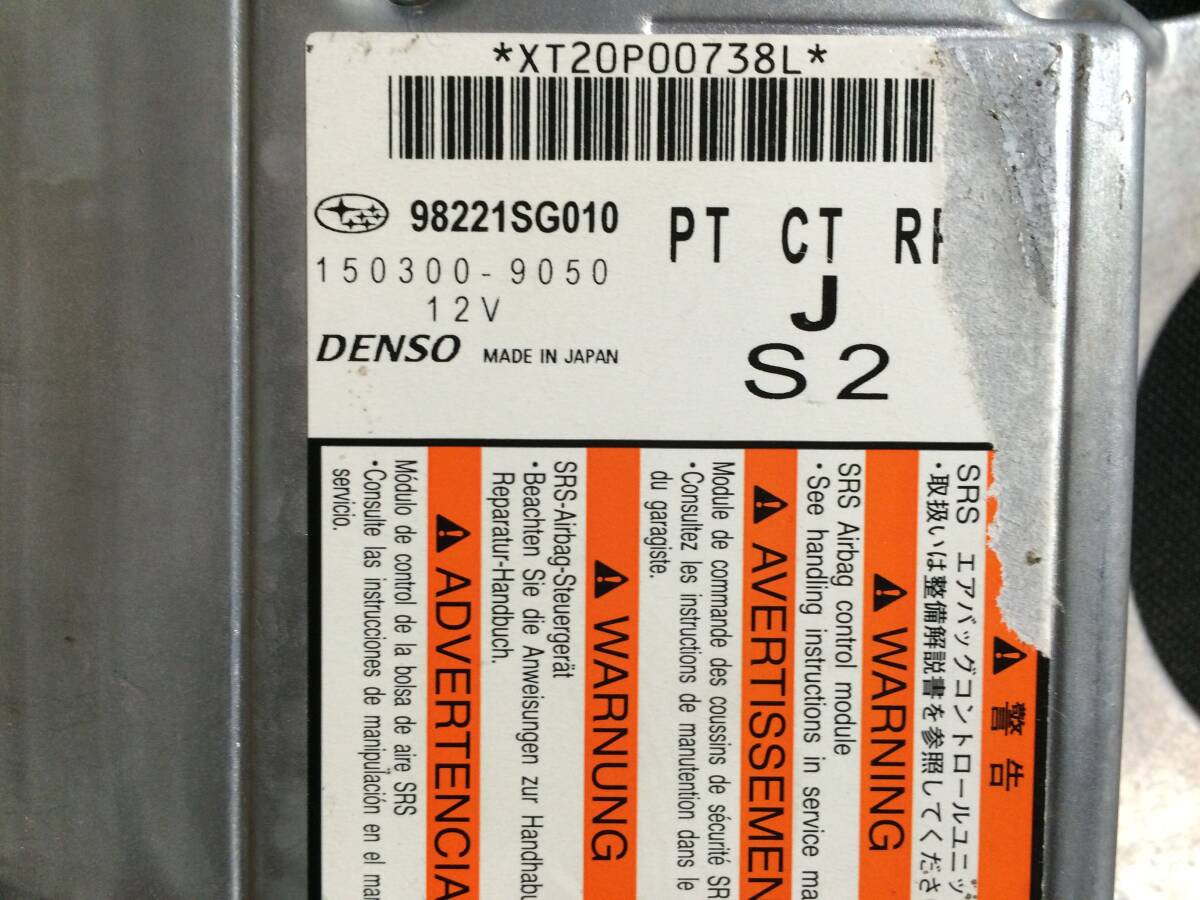 *XT20P00738L*
98221SG010
PT CT
150300-9050
J
12V
S2
DENSO MADE IN JAPAN
警告
SRS エアバッグコントロールユニッ
・取扱いは整備解説書を参照してくださ
WARNING
SRS Airbag control module
・See handling instructions in service
AVERTISSEMEN
Module de commande des coussins de sécurité
・Consultez les instructions de manutention dans le
du garagiste.
WARNUNG
SRS-Airbag-Steuergerät
・Beachten Sie die Anweisungen zur
Reparatur-Handbuch.
ADVERTENCIA
Módulo de control de la bolsa de aire SRS
・Consulte las instrucciones de manipulación en el
servicio.